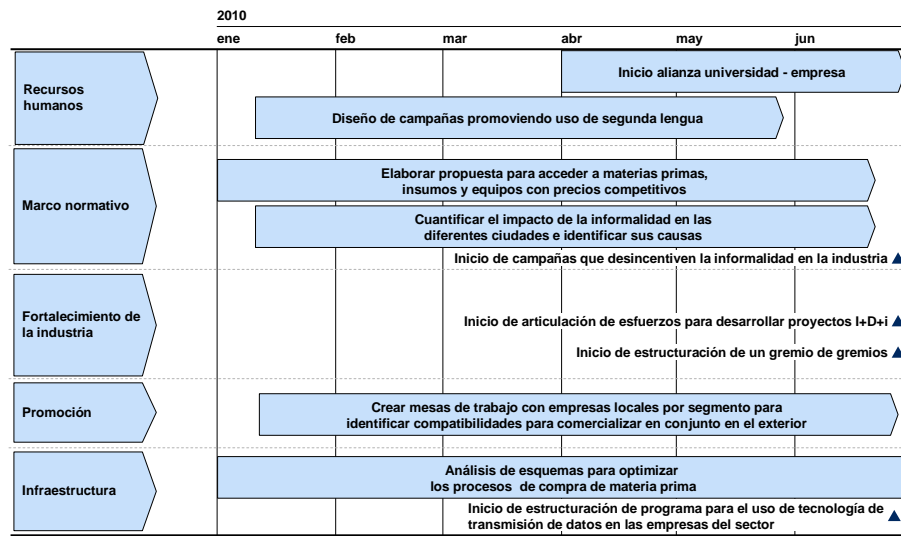 2010
ene feb mar abr may jun
Recursos
humanos
Inicio alianza universidad - empresa
Diseño de campañas promoviendo uso de segunda lengua
Marco normativo
Elaborar propuesta para acceder a materias primas,
insumos y equipos con precios competitivos
Cuantificar el impacto de la informalidad en las
diferentes ciudades e identificar sus causas
Inicio de campañas que desincentiven la informalidad en la industria
Fortalecimiento de
la industria
Inicio de articulación de esfuerzos para desarrollar proyectos I+D+i
Inicio de estructuración de un gremio de gremios
Promoción
Crear mesas de trabajo con empresas locales por segmento para
identificar compatibilidades para comercializar en conjunto en el exterior
Infraestructura
Análisis de esquemas para optimizar
los procesos de compra de materia prima
Inicio de estructuración de programa para el uso de tecnología de
transmisión de datos en las empresas del sector